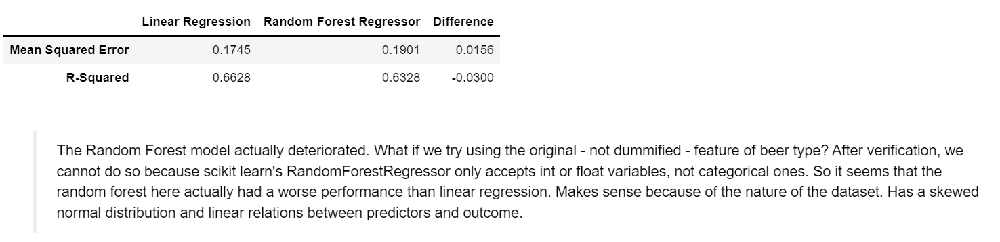 Linear Regression Random Forest Regressor Difference
Mean Squared Error 0.1745 0.1901 0.0156
R-Squared 0.6628 0.6328 -0.0300
The Random Forest model actually deteriorated. What if we try using the original - not dummified - feature of beer type? After verification, we
cannot do so because scikit learn's RandomForestRegressor only accepts int or float variables, not categorical ones. So it seems that the
random forest here actually had a worse performance than linear regression. Makes sense because of the nature of the dataset. Has a skewed
normal distribution and linear relations between predictors and outcome.